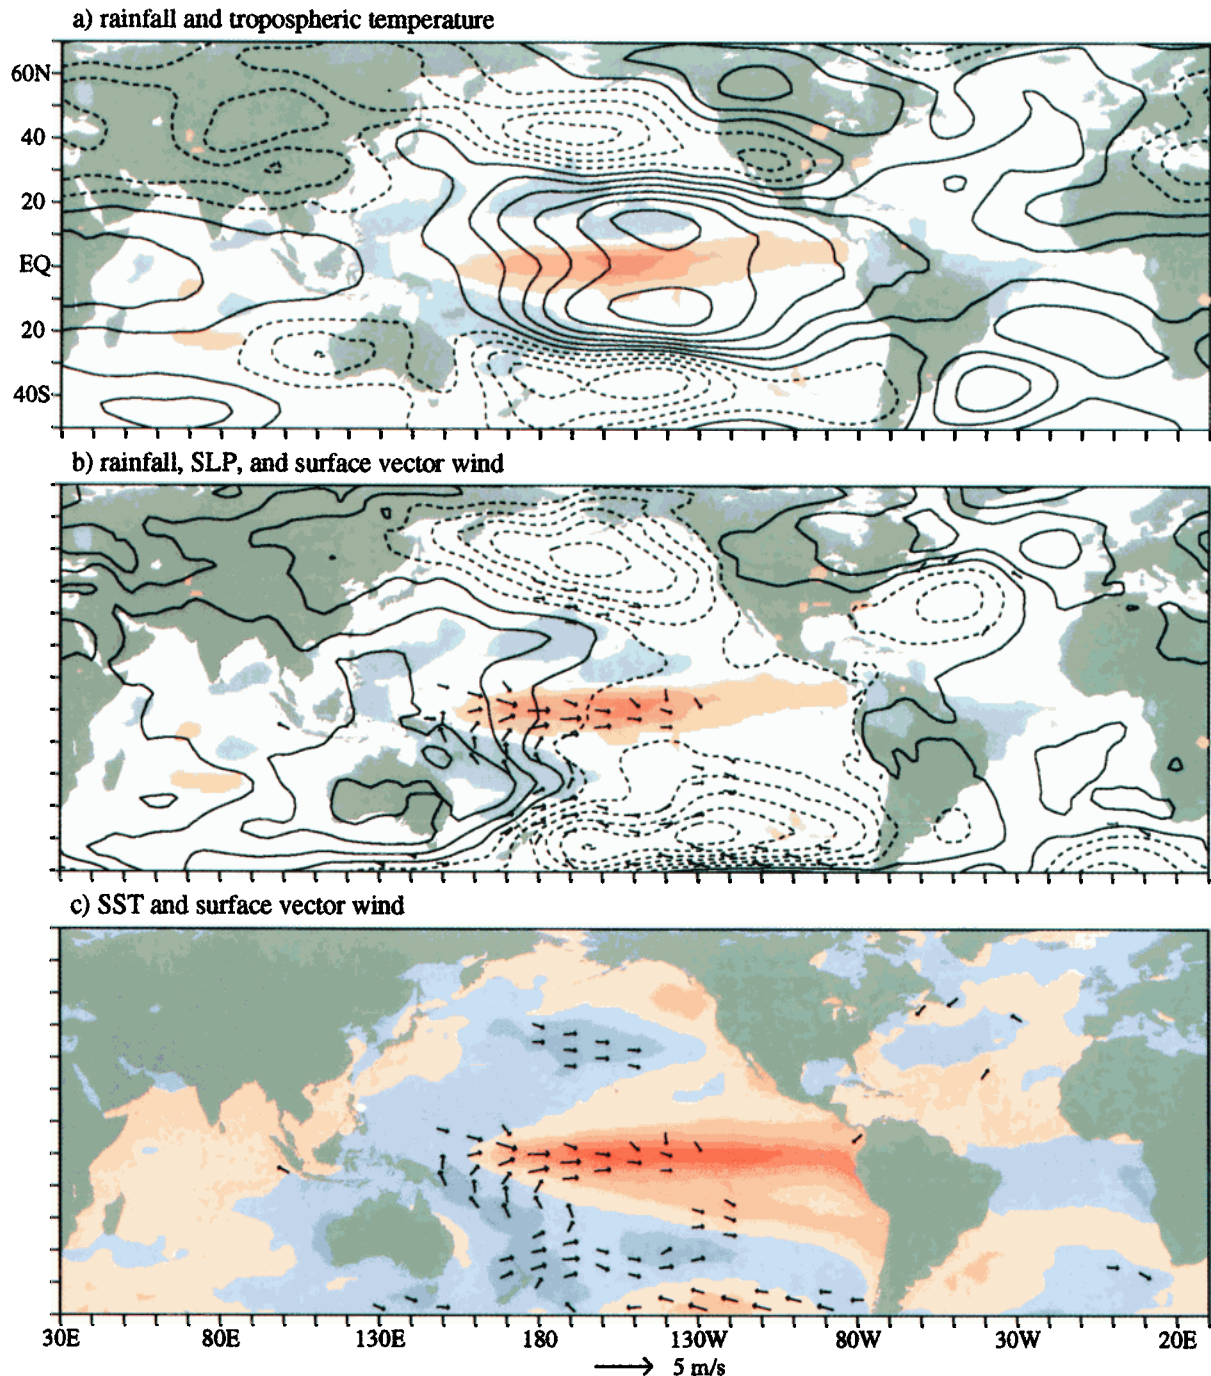 a) rainfall and tropospheric temperature
60N
40
20
EQ
20
40S
b) rainfall, SLP, and surface vector wind
c) SST and surface vector wind
30E 80E 130E 180 130W 80W 30W 20E
5 m/s